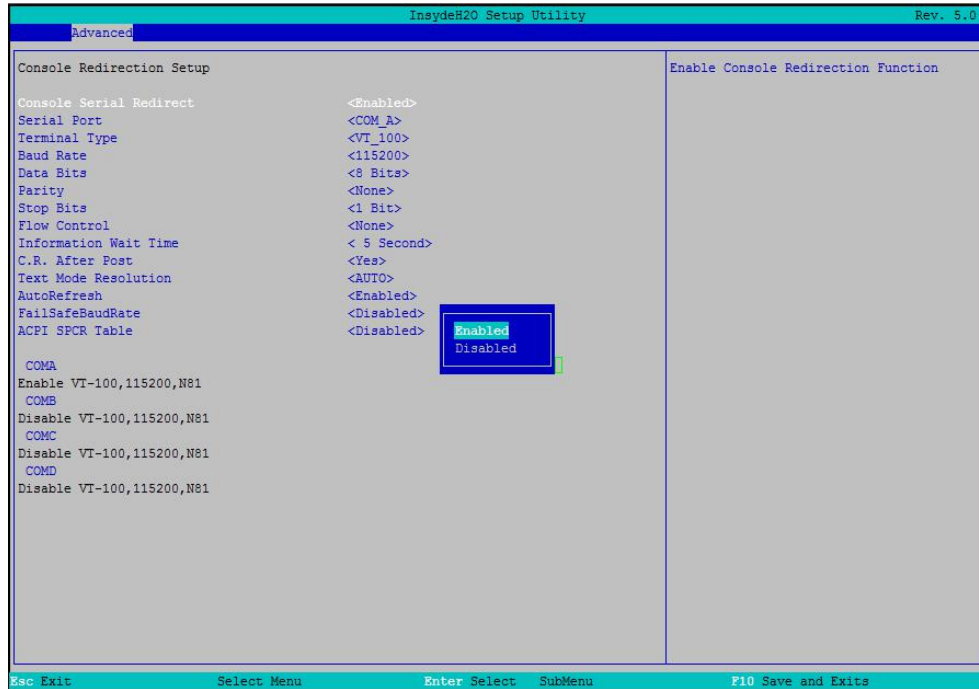 InsydeH2O Setup Utility Rev. 5.0
Advanced
Console Redirection Setup
Enable Console Redirection Function
Console Serial Redirect <Enabled>
Serial Port <COM_A>
Terminal Type <VT_100>
Baud Rate <115200>
Data Bits <8 Bits>
Parity <None>
Stop Bits <1 Bit>
Flow Control <None>
Information Wait Time < 5 Second>
C.R. After Post <Yes>
Text Mode Resolution <AUTO>
AutoRefresh <Enabled>
FailSafeBaudRate <Disabled>
ACPI SPCR Table <Disabled>
Enabled
Disabled
COMA
Enable VT-100,115200,N81
COMB
Disable VT-100,115200,N81
COMC
Disable VT-100,115200,N81
COMD
Disable VT-100,115200,N81
Esc Exit Select Menu Enter Select SubMenu F10 Save and Exits